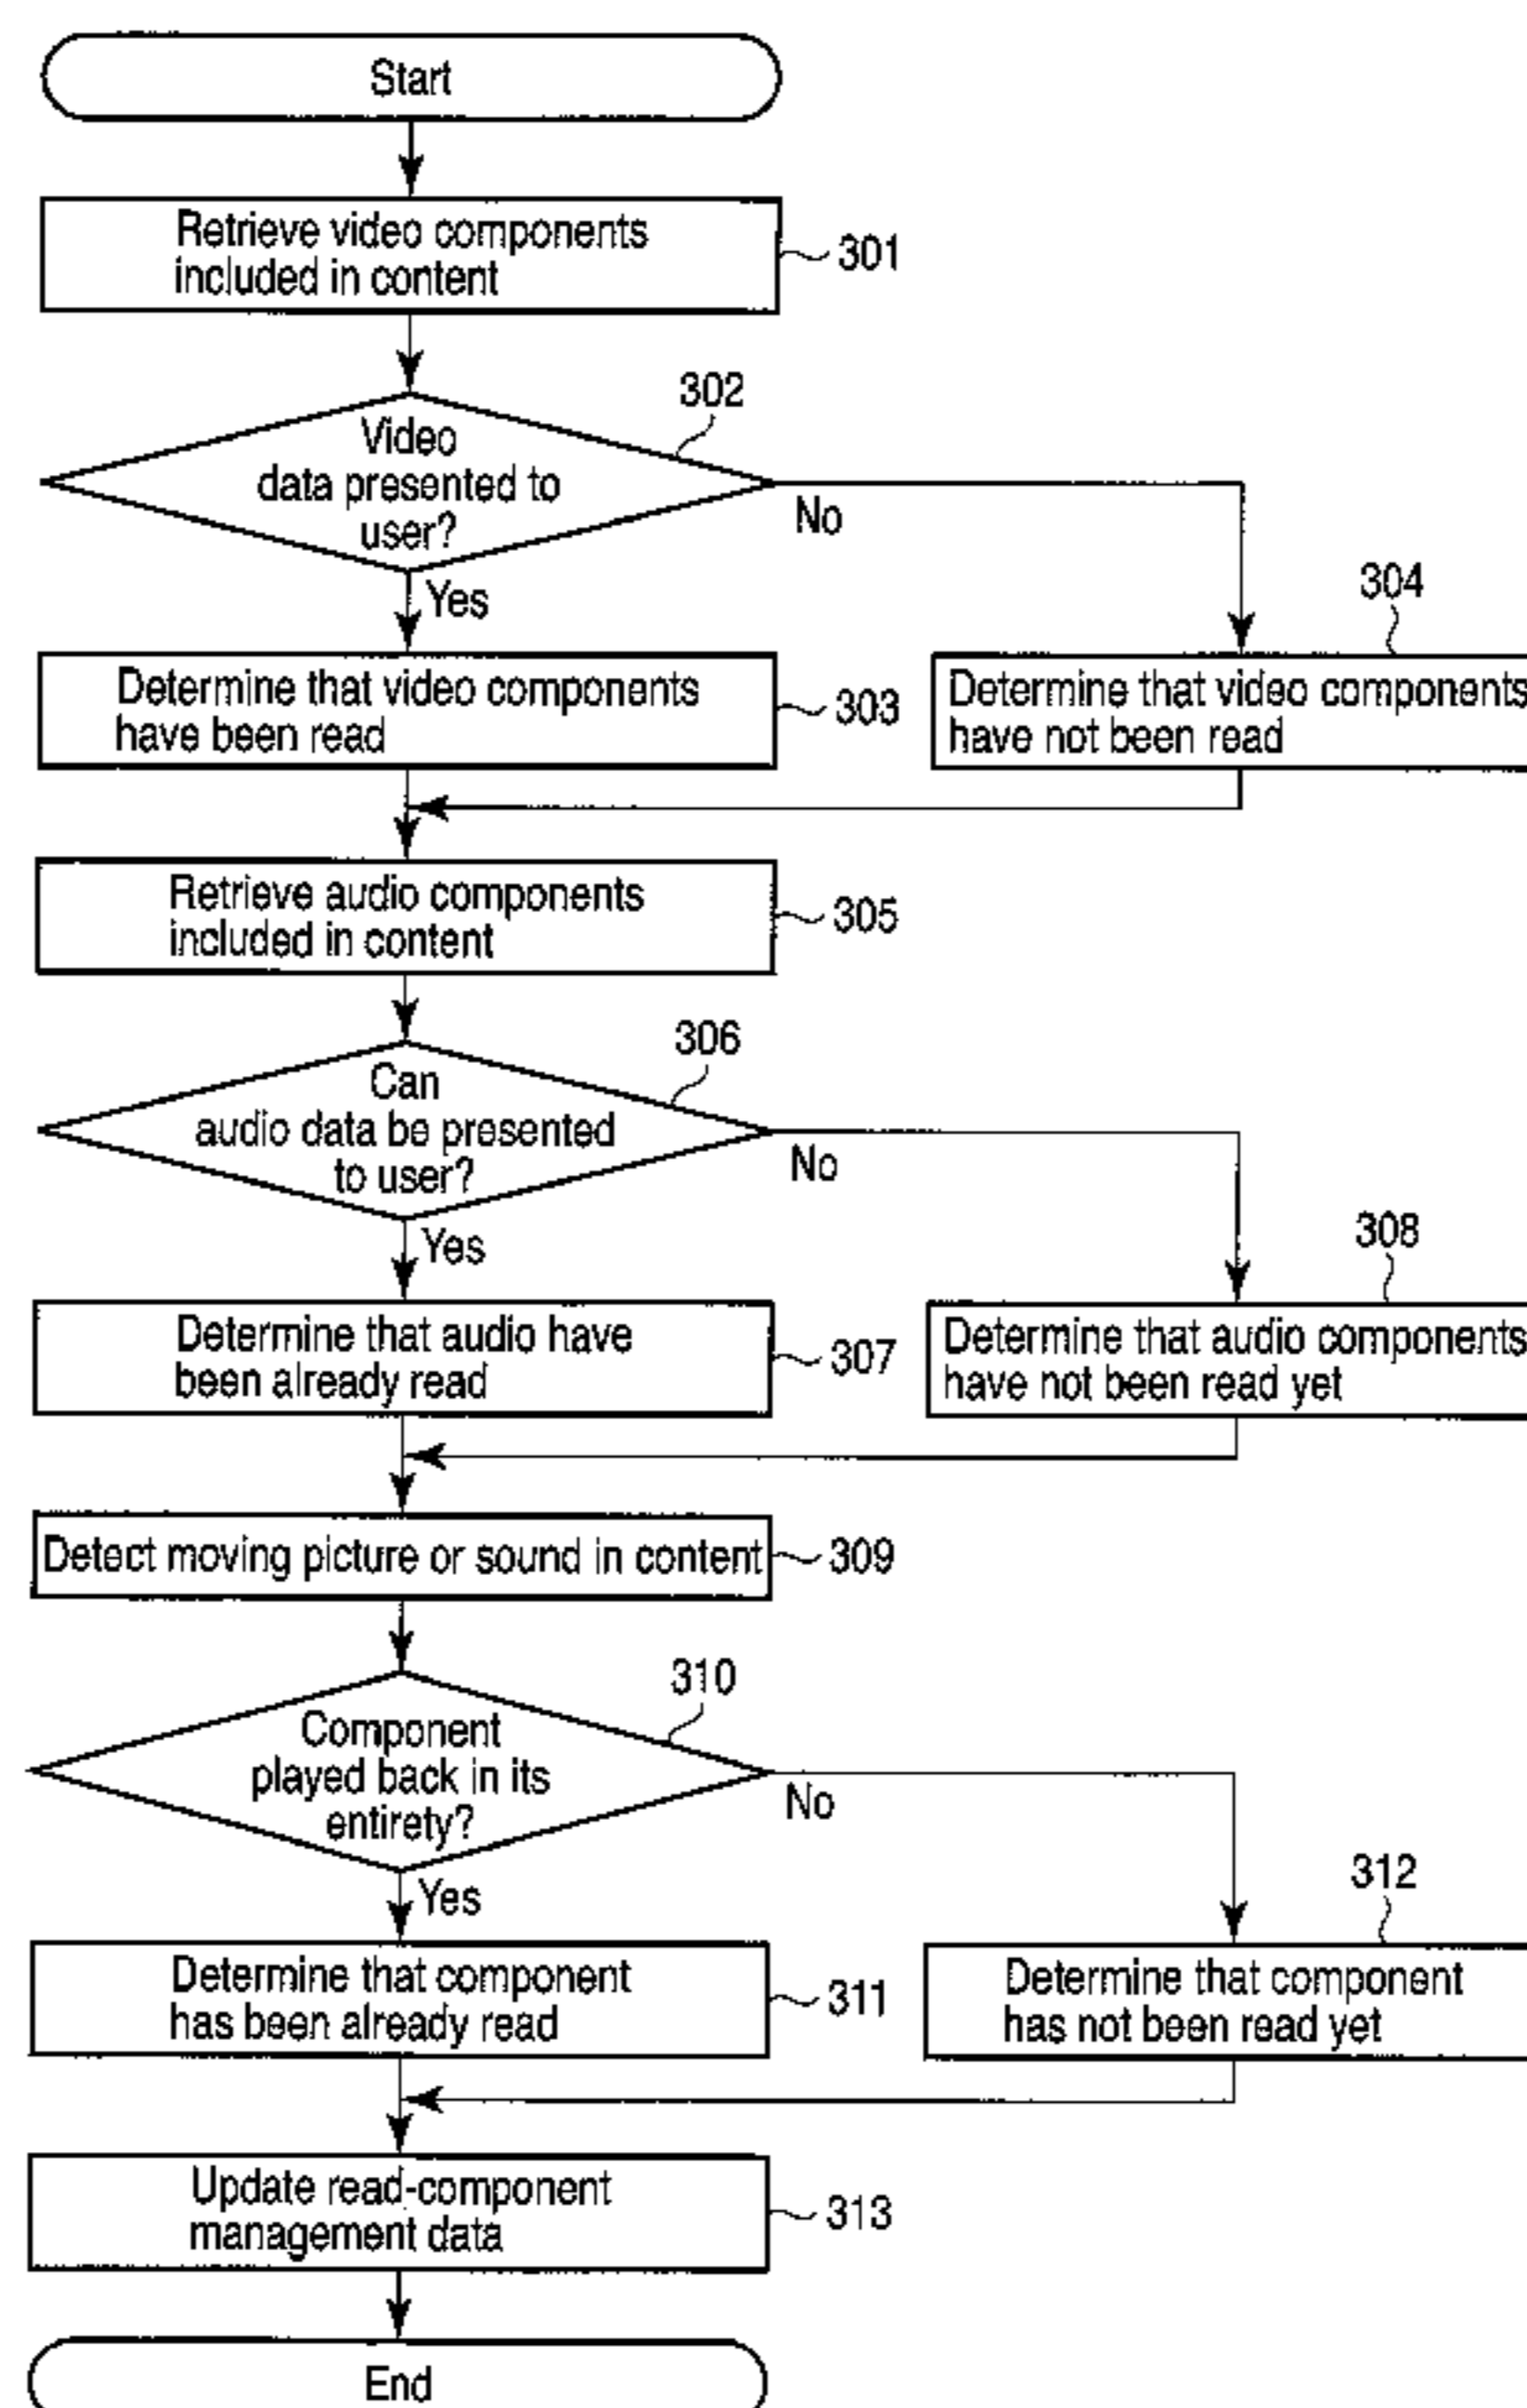 Start
Retrieve video components
included in content
301
302
Video
data presented to
user?
No
Yes
304
Determine that video components
have been read
303
Determine that video components
have not been read
Retrieve audio components
included in content
305
306
Can
audio data be presented
to user?
No
Yes
308
Determine that audio have
been already read
307
Determine that audio components
have not been read yet
Detect moving picture or sound in content
309
310
Component
played back in its
entirety?
No
Yes
312
Determine that component
has been already read
311
Determine that component
has not been read yet
Update read-component
management data
313
End